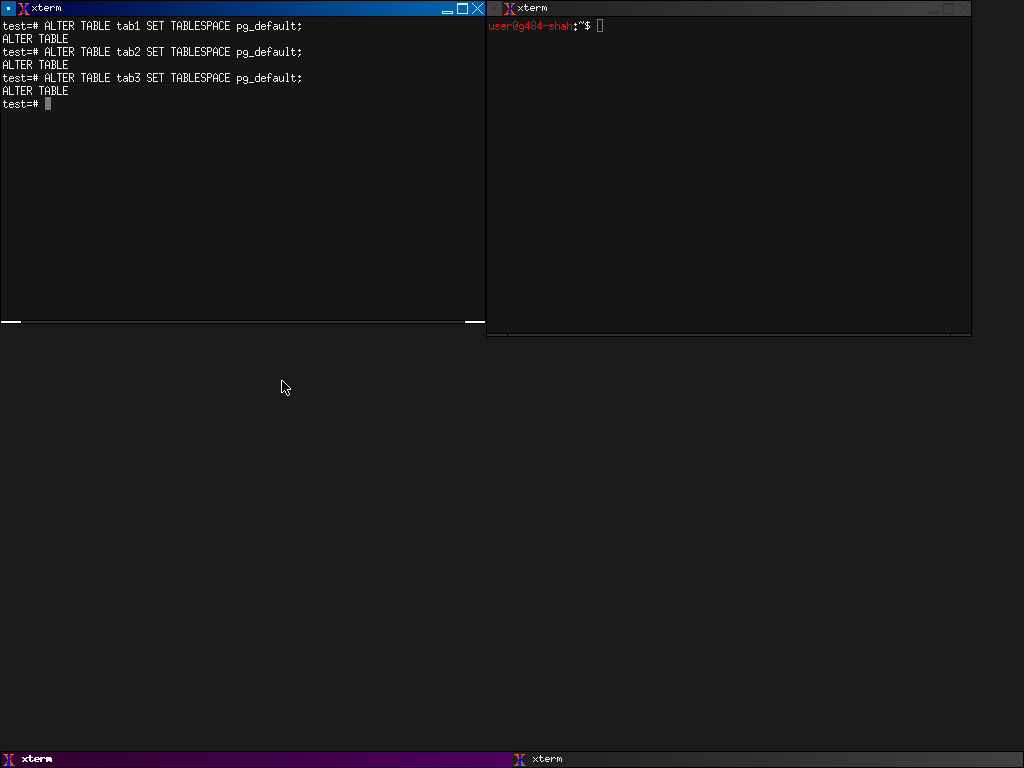 xterm
test=# ALTER TABLE tab1 SET TABLESPACE pg_default;
ALTER TABLE
test=# ALTER TABLE tab2 SET TABLESPACE pg_default;
ALTER TABLE
test=# ALTER TABLE tab3 SET TABLESPACE pg_default;
ALTER TABLE
test=#
xterm
user@g484-shah:~$
xterm
xterm